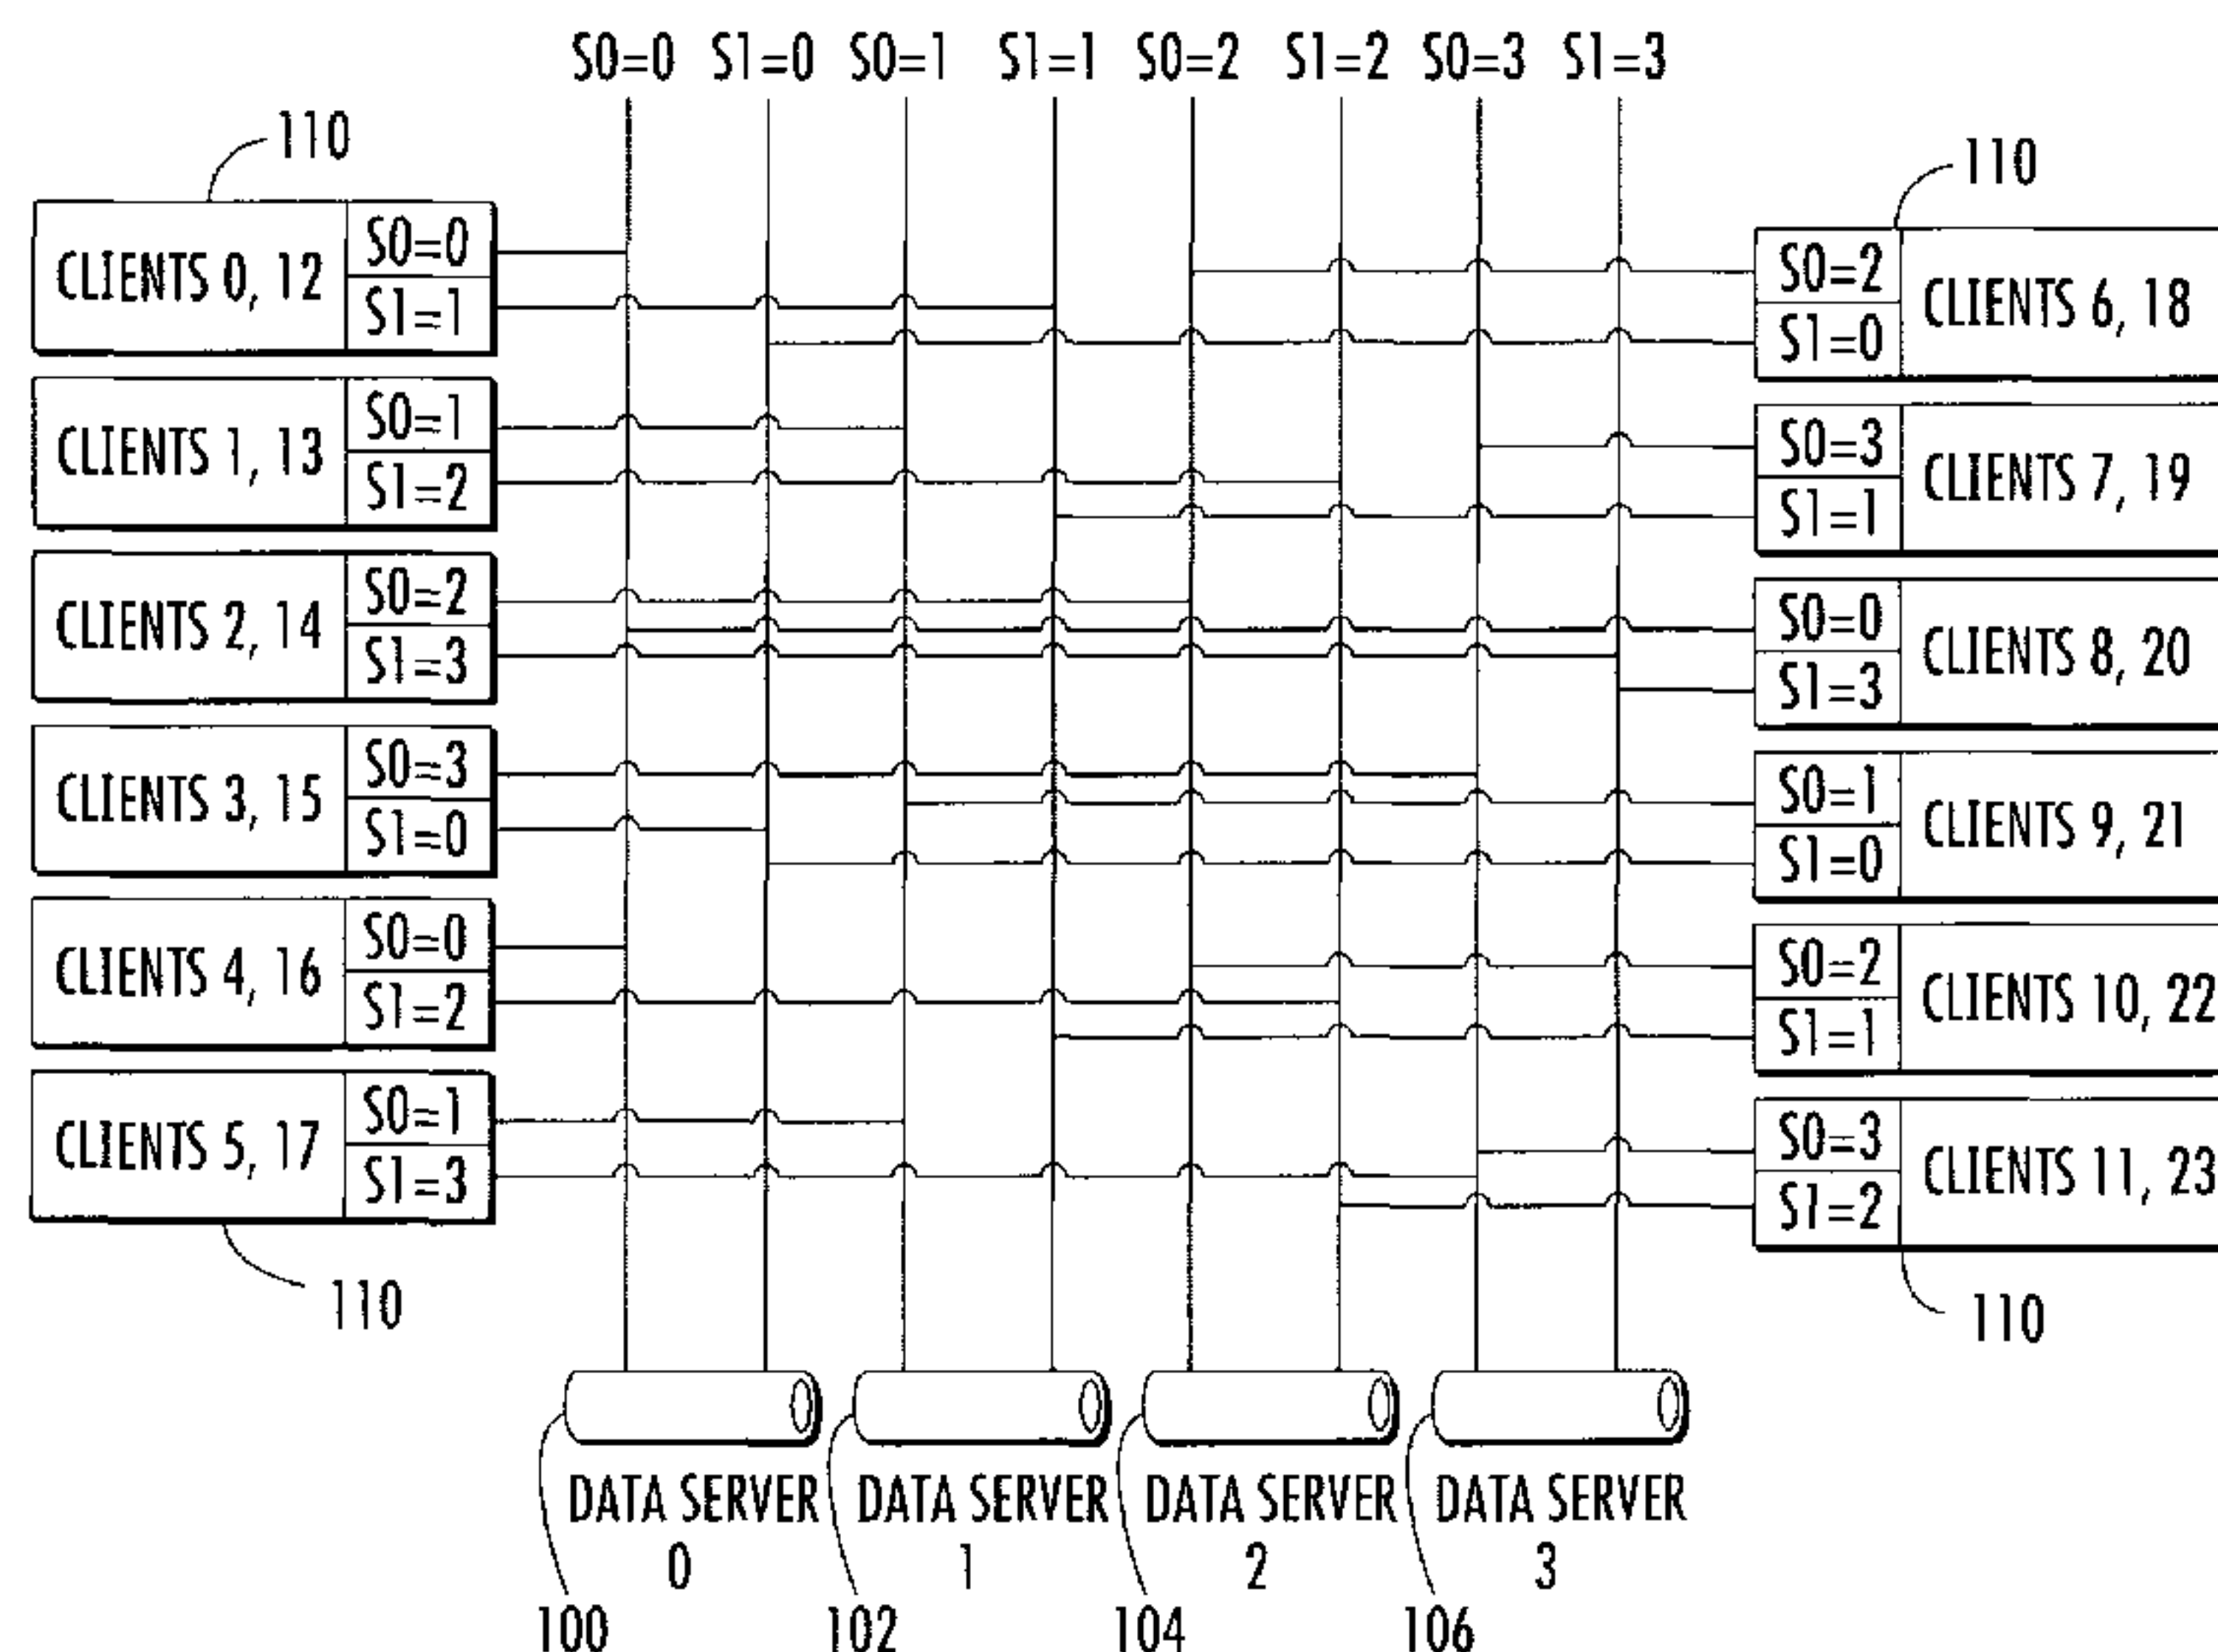 S0=0 S1=0 S0=1 S1=1 S0=2 S1=2 S0=3 S1=3
110
110
CLIENTS 0, 12
S0=0
S1=1
CLIENTS 1, 13
S0=1
S1=2
CLIENTS 2, 14
S0=2
S1=3
CLIENTS 3, 15
S0=3
S1=0
CLIENTS 4, 16
S0=0
S1=2
CLIENTS 5, 17
S0=1
S1=3
110
S0=2
S1=0
CLIENTS 6, 18
S0=3
S1=1
CLIENTS 7, 19
S0=0
S1=3
CLIENTS 8, 20
S0=1
S1=0
CLIENTS 9, 21
S0=2
S1=1
CLIENTS 10, 22
S0=3
S1=2
CLIENTS 11, 23
110
DATA SERVER
0
DATA SERVER
1
DATA SERVER
2
DATA SERVER
3
100
102
104
106